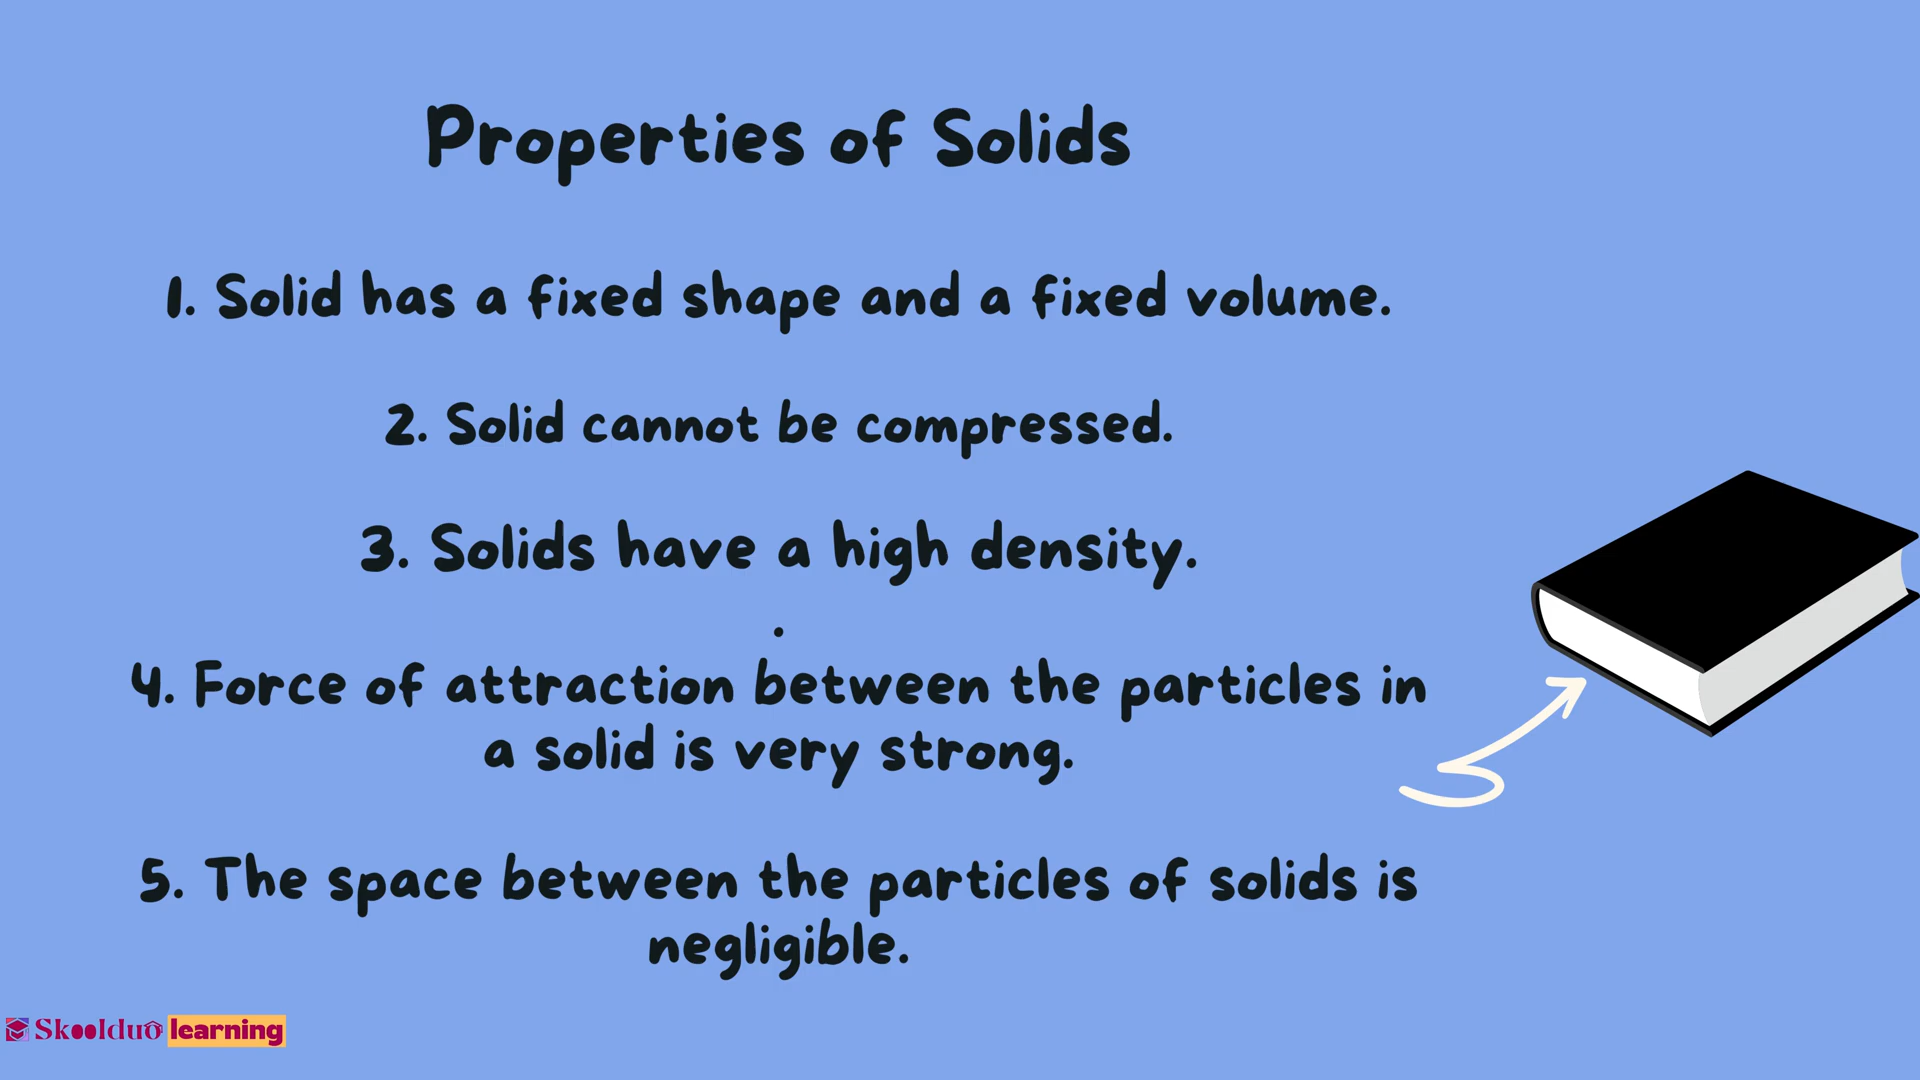 Properties of Solids
1. Solid has a fixed shape and a fixed volume.
2. Solid cannot be compressed.
3. Solids have a high density.
.
4. Force of attraction between the particles in
a solid is very strong.
5. The space between the particles of solids is
negligible.
Skoolduo learning